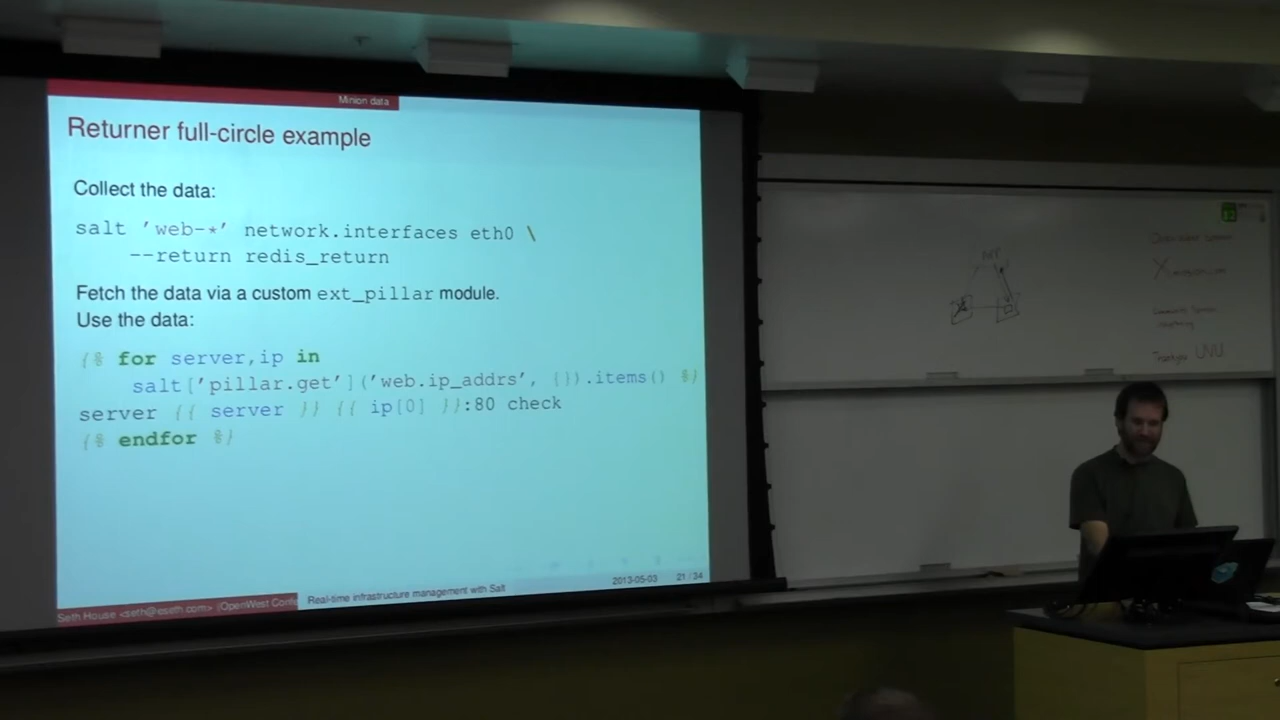 Minion data
Returner full-circle example
Collect the data:
salt 'web-*' network.interfaces eth0 \
--return redis_return
Fetch the data via a custom ext_pillar module.
Use the data:
{% for server,ip in
salt['pillar.get']('web.ip_addrs', {}).items() %}
server {{ server }} {{ ip[0] }}:80 check
{% endfor %}
Seth House <seth@eseth.com> (OpenWest Conf
Real-time infrastructure management with Salt
2013-05-03
21 / 34
UVU